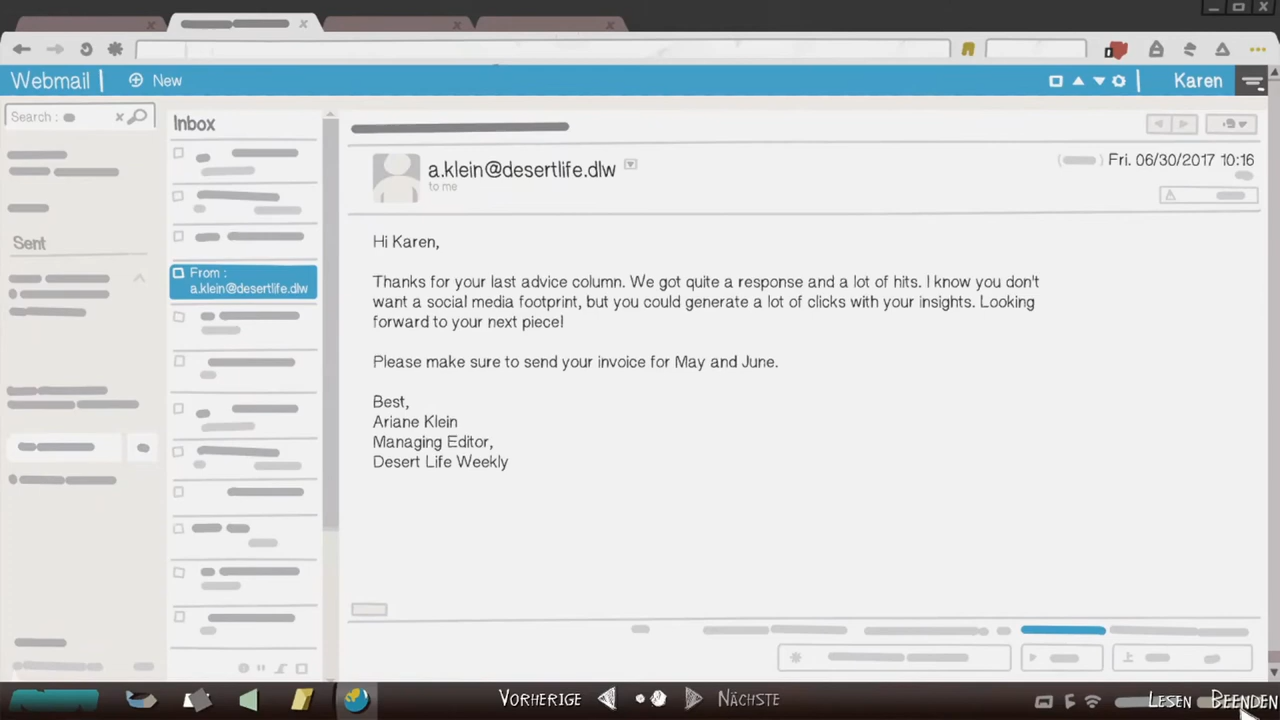 Webmail
New
Karen
Search :
Inbox
a.klein@desertlife.dlw
to me
Fri. 06/30/2017 10:16
Sent
From :
a.klein@desertlife.dlw
Hi Karen,
Thanks for your last advice column. We got quite a response and a lot of hits. I know you don't
want a social media footprint, but you could generate a lot of clicks with your insights. Looking
forward to your next piece!
Please make sure to send your invoice for May and June.
Best,
Ariane Klein
Managing Editor,
Desert Life Weekly
VORHERIGE
NÄCHSTE
LESEN
BEENDEN